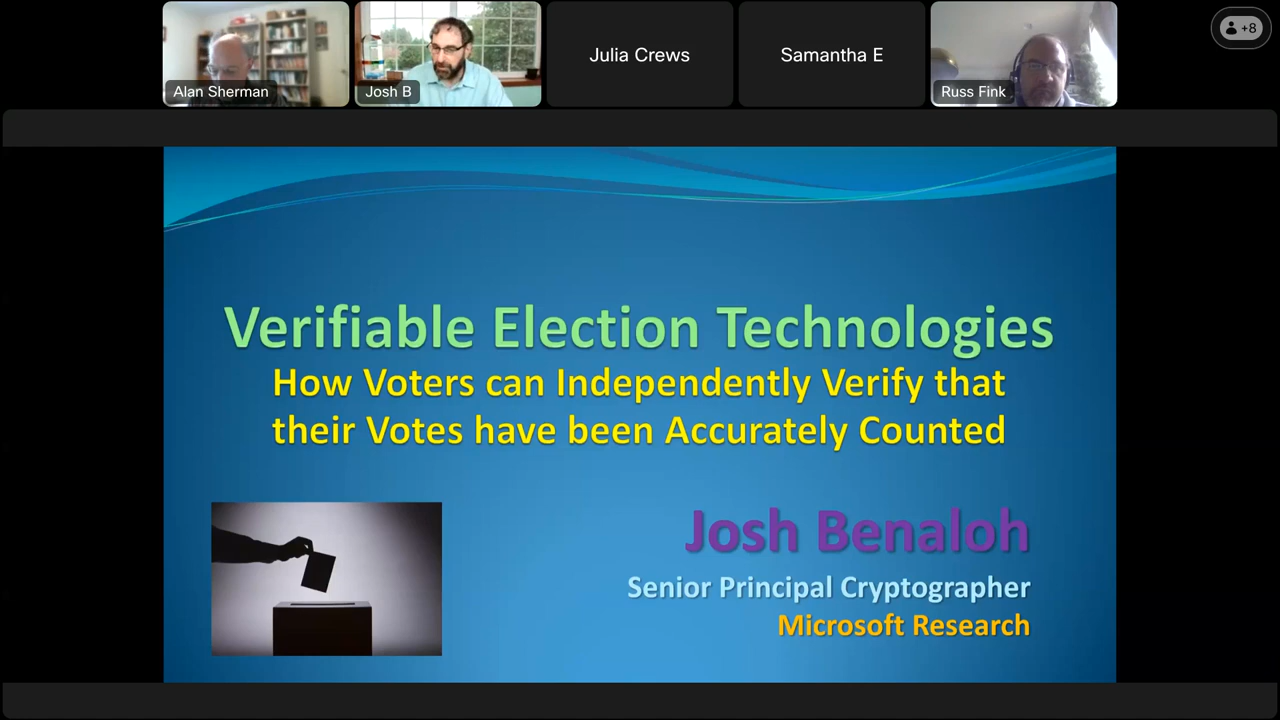 Alan Sherman
Josh B
Julia Crews
Samantha E
Russ Fink
+8
Verifiable Election Technologies
How Voters can Independently Verify that
their Votes have been Accurately Counted
Josh Benaloh
Senior Principal Cryptographer
Microsoft Research